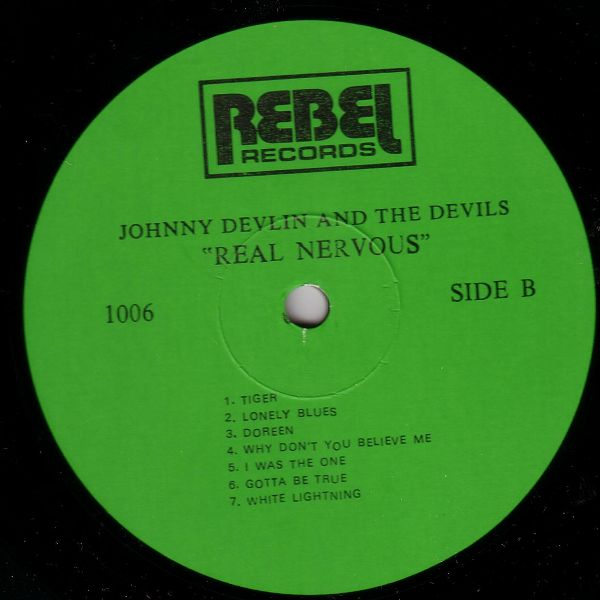 REBEL
RECORDS
JOHNNY DEVLIN AND THE DEVILS
"REAL NERVOUS"
1006
SIDE B
1. TIGER
2. LONELY BLUES
3. DOREEN
4. WHY DON'T YOU BELIEVE ME
5. I WAS THE ONE
6. GOTTA BE TRUE
7. WHITE LIGHTNING